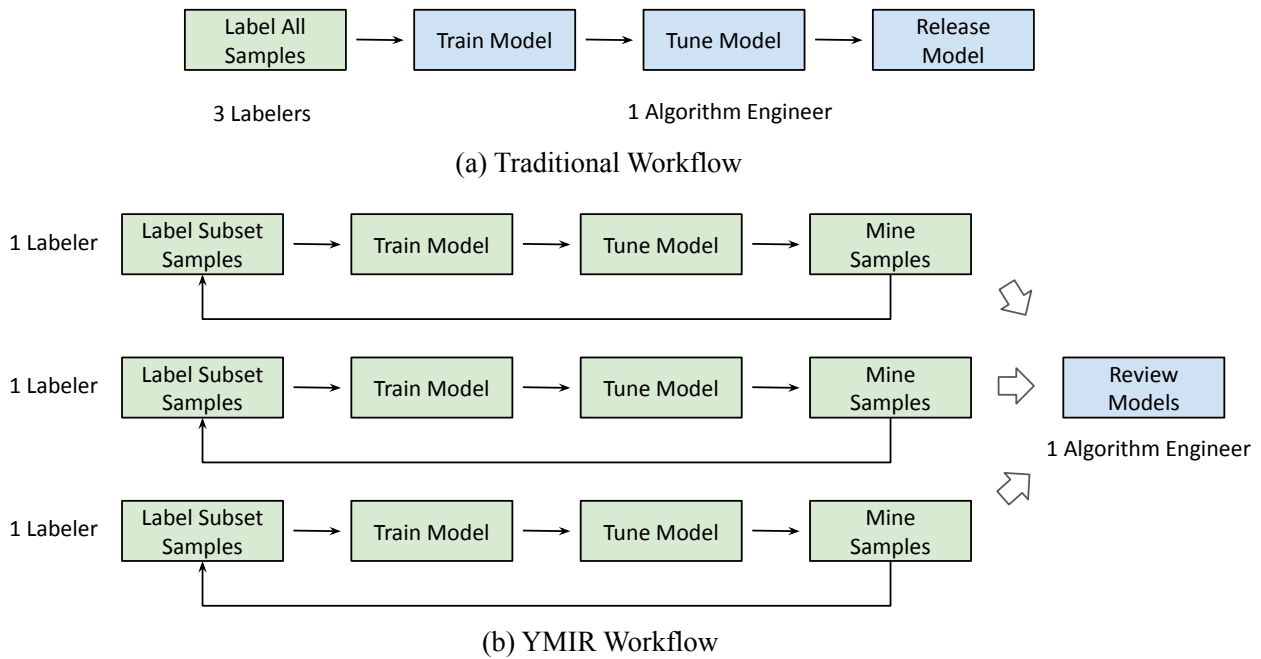 Label All
Samples
Train Model
Tune Model
Release
Model
3 Labelers
1 Algorithm Engineer
(a) Traditional Workflow
1 Labeler
Label Subset
Samples
Train Model
Tune Model
Mine
Samples
1 Labeler
Label Subset
Samples
Train Model
Tune Model
Mine
Samples
Review
Models
1 Algorithm Engineer
1 Labeler
Label Subset
Samples
Train Model
Tune Model
Mine
Samples
(b) YMIR Workflow